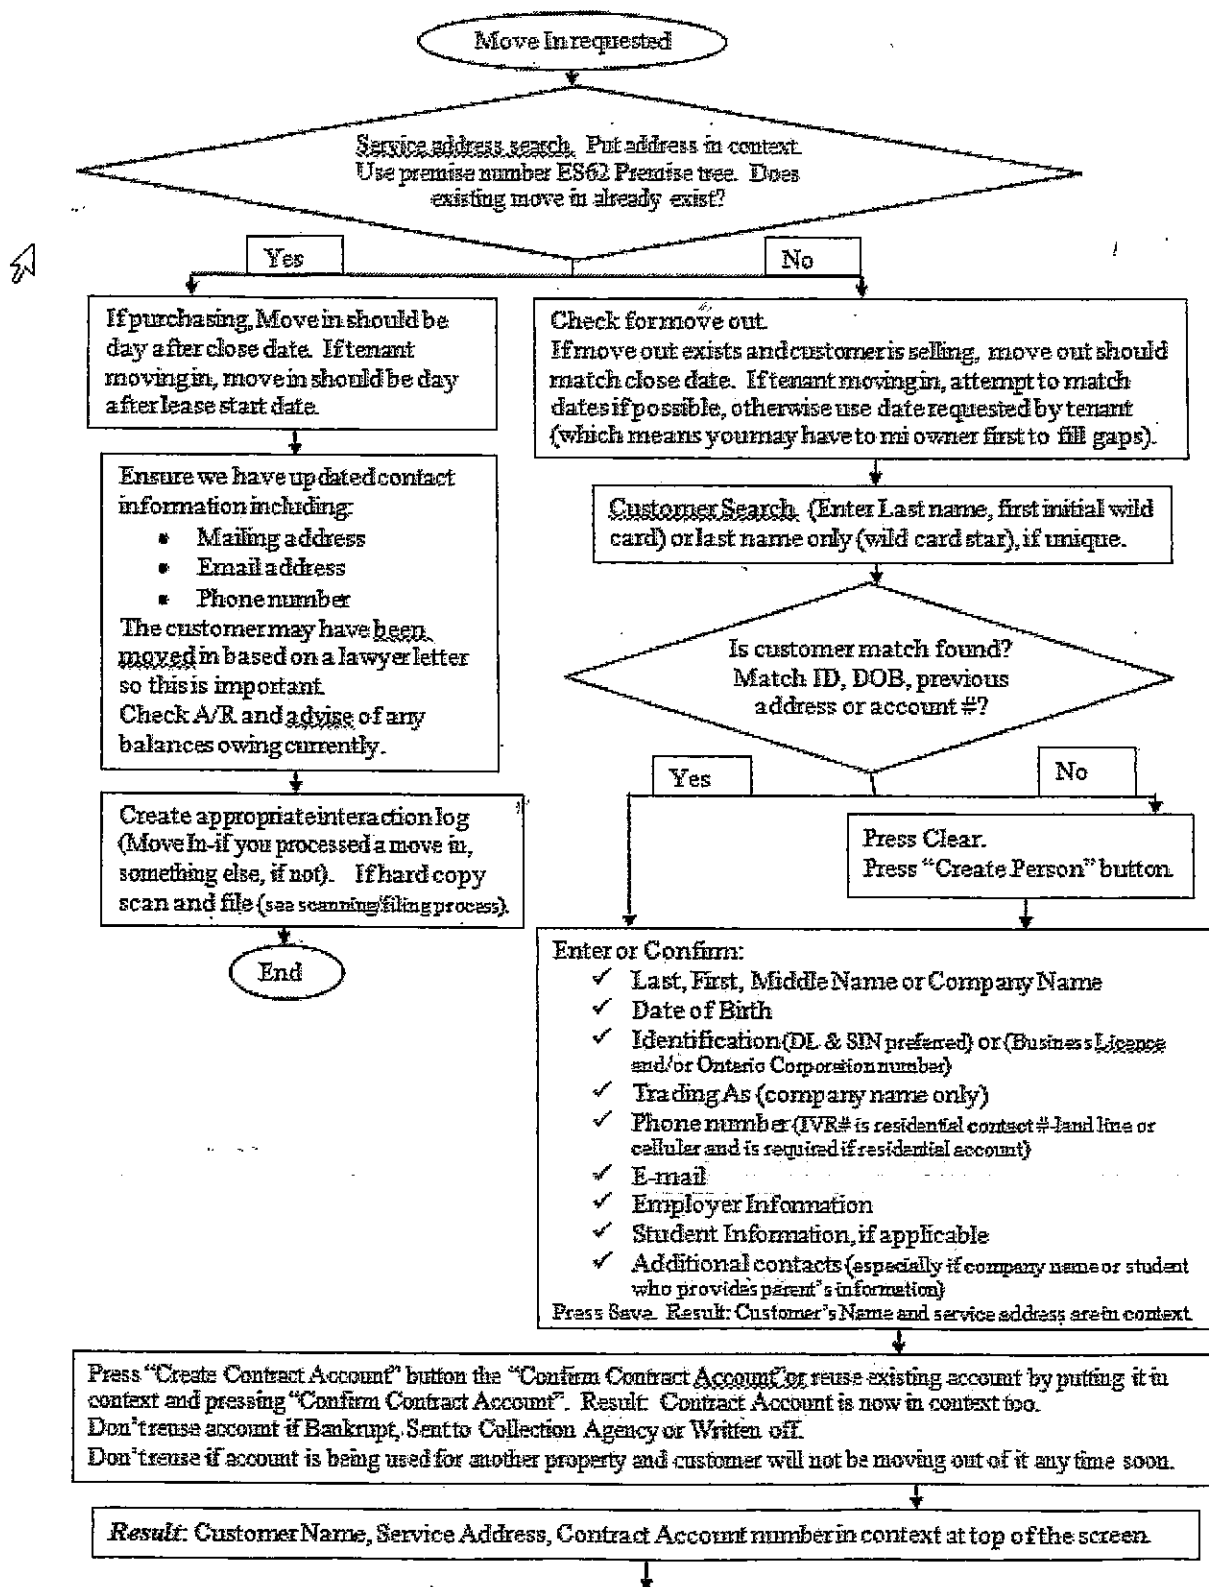 Move In requested
Service address search. Put address in context.
Use premise number ES62 Premise tree. Does
existing move in already exist?
Yes
No
If purchasing, Move in should be
day after close date. If tenant
moving in, move in should be day
after lease start date.
Check for move out.
If move out exists and customer is selling, move out should
match close date. If tenant moving in, attempt to match
dates if possible, otherwise use date requested by tenant
(which means you may have to mi owner first to fill gaps).
Ensure we have updated contact
information including:
• Mailing address
• Email address
• Phone number
The customer may have been
moved in based on a lawyer letter
so this is important.
Check A/R and advise of any
balances owing currently.
Customer Search. (Enter Last name, first initial wild
card) or last name only (wild card star), if unique.
Is customer match found?
Match ID, DOB, previous
address or account #?
Yes
No
Create appropriate interaction log
(Move In-if you processed a move in,
something else, if not). If hard copy
scan and file (see scanning/filing process).
End
Press Clear.
Press "Create Person" button.
Enter or Confirm:
✓ Last, First, Middle Name or Company Name
✓ Date of Birth
✓ Identification (DL & SIN preferred) or (Business Licence
and/or Ontario Corporation number)
✓ Trading As (company name only)
✓ Phone number (IVR# is residential contact #-land line or
cellular and is required if residential account)
✓ E-mail
✓ Employer Information
✓ Student Information, if applicable
✓ Additional contacts (especially if company name or student
who provides parent's information)
Press Save. Result: Customer's Name and service address are in context.
Press "Create Contract Account" button the "Confirm Contract Account" or reuse existing account by putting it in
context and pressing "Confirm Contract Account". Result: Contract Account is now in context too.
Don't reuse account if Bankrupt, Sent to Collection Agency or Written off.
Don't reuse if account is being used for another property and customer will not be moving out of it any time soon.
Result: Customer Name, Service Address, Contract Account number in context at top of the screen.